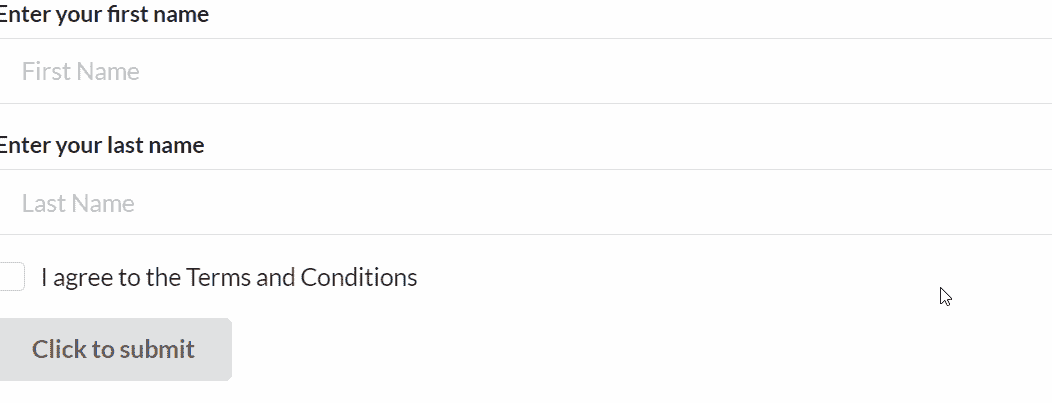 Enter your first name
First Name
Enter your last name
Last Name
I agree to the Terms and Conditions
Click to submit